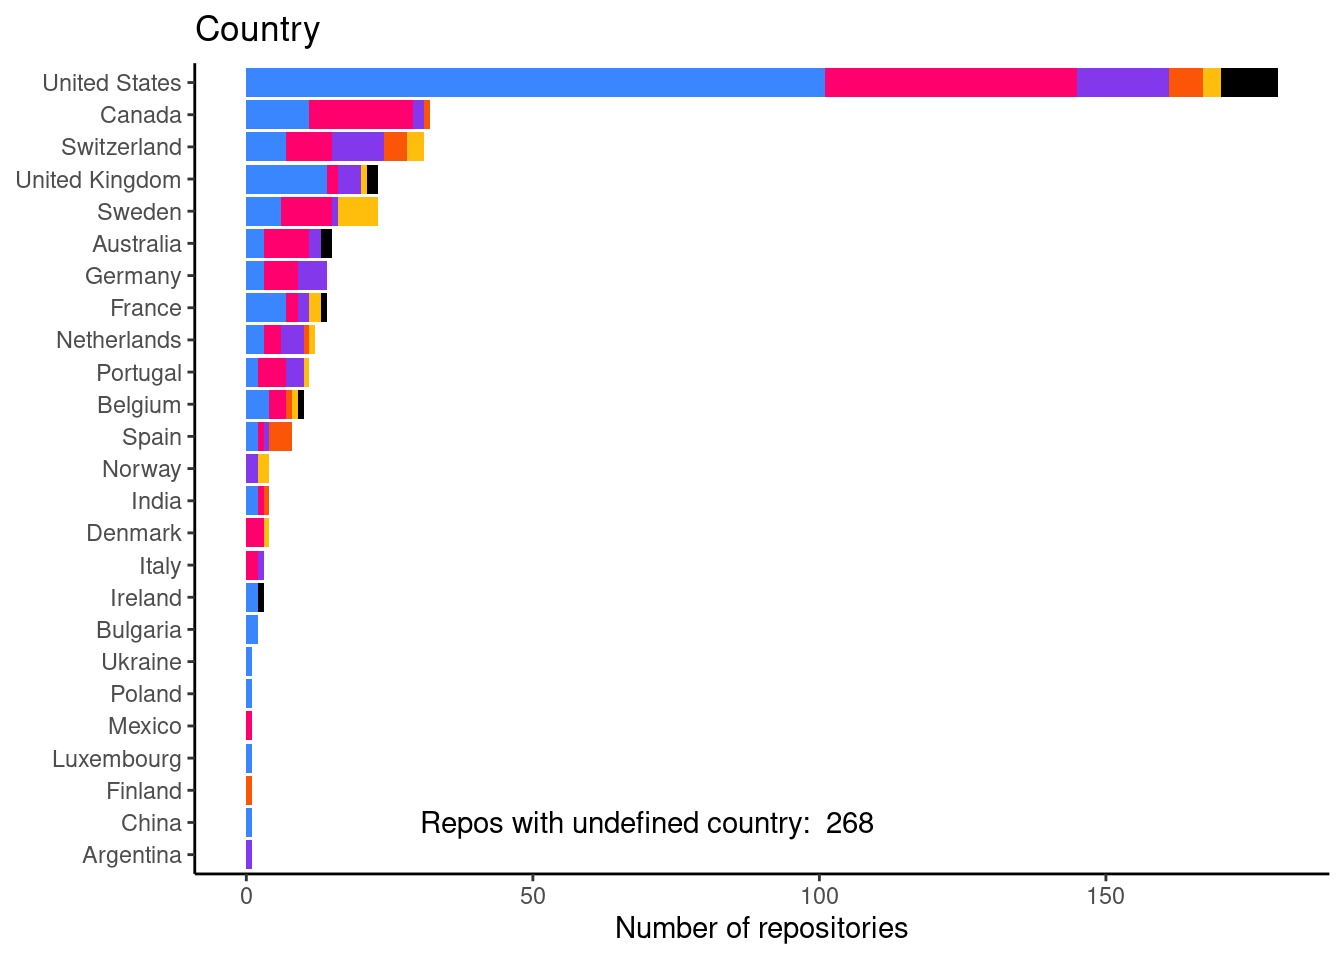 Country
United States
Canada
Switzerland
United Kingdom
Sweden
Australia
Germany
France
Netherlands
Portugal
Belgium
Spain
Norway
India
Denmark
Italy
Ireland
Bulgaria
Ukraine
Poland
Mexico
Luxembourg
Finland
China
Repos with undefined country:  268
Argentina
0 50 100 150
Number of repositories